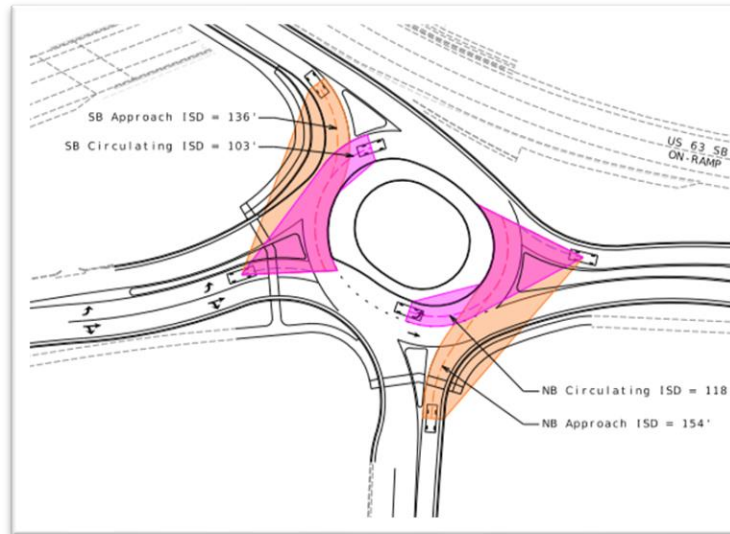 SB Approach ISD = 136'
SB Circulating ISD = 103'
US 63 SB
ON-RAMP
NB Circulating ISD = 118
NB Approach ISD = 154'